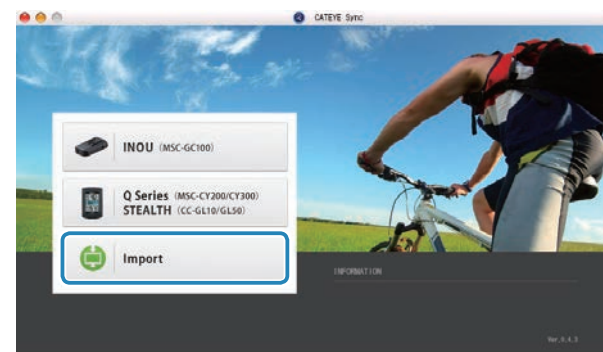 CATEYE Sync
INOU (MSC-GC100)
Q Series (MSC-CY200/CY300)
STEALTH (CC-GL10/GL50)
Import
INFORMATION